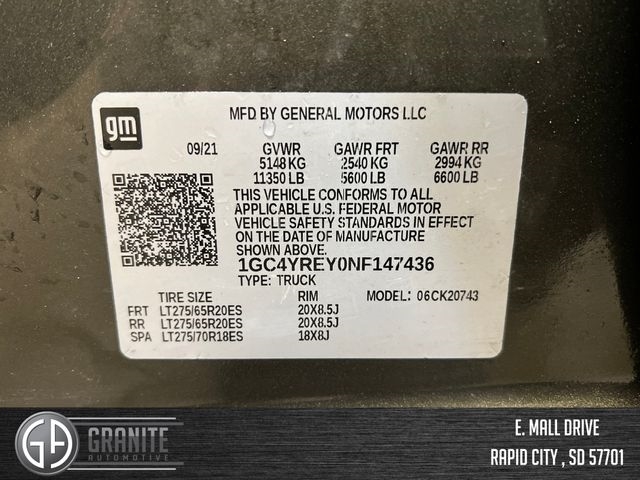 gm
MFD BY GENERAL MOTORS LLC
09/21 GVWR GAWR FRT GAWR RR
5148 KG 2540 KG 2994 KG
11350 LB 5600 LB 6600 LB
THIS VEHICLE CONFORMS TO ALL
APPLICABLE U.S. FEDERAL MOTOR
VEHICLE SAFETY STANDARDS IN
EFFECT ON THE DATE OF MANUFACTURE
SHOWN ABOVE.
1GC4YREY0NF147436
TYPE: TRUCK
TIRE SIZE RIM MODEL: 06CK20743
FRT LT275/65R20ES 20X8.5J
RR LT275/65R20ES 20X8.5J
SPA LT275/70R18ES 18X8J
GA GRANITE
AUTOMOTIVE
E. MALL DRIVE
RAPID CITY , SD 57701